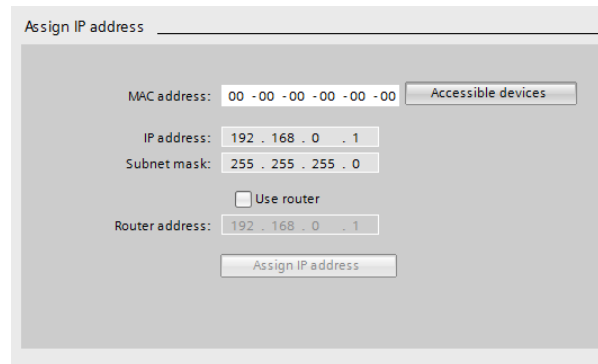 Assign IP address
MAC address: 00 -00 -00 -00 -00 -00 Accessible devices
IP address: 192 . 168 . 0 . 1
Subnet mask: 255 . 255 . 255 . 0
Use router
Router address: 192 . 168 . 0 . 1
Assign IP address